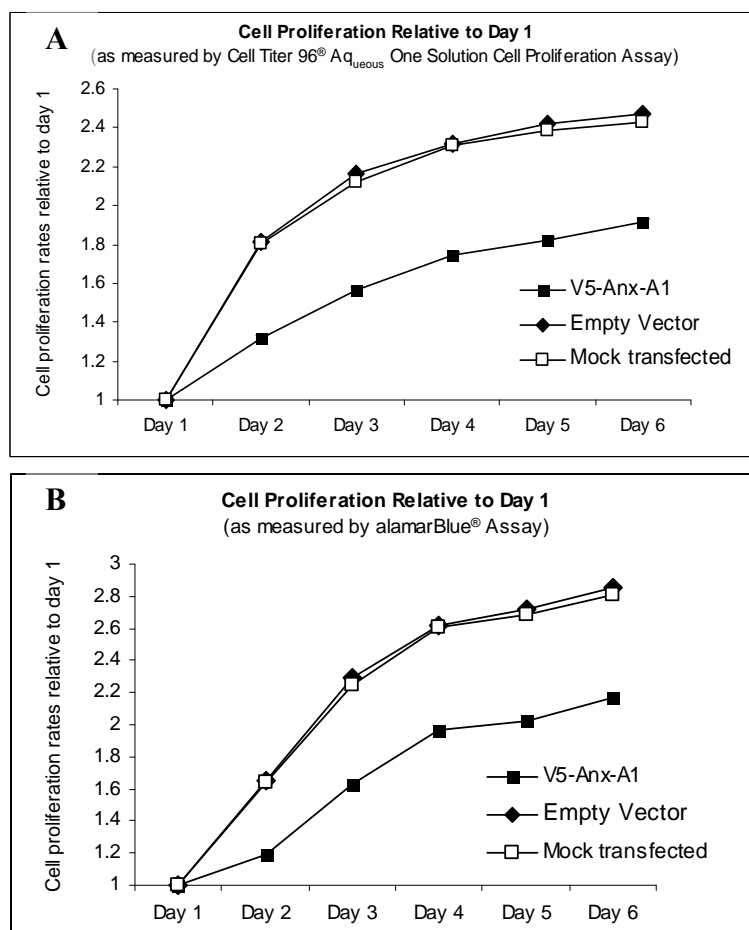 A
Cell Proliferation Relative to Day 1
(as measured by Cell Titer 96® Aqueous One Solution Cell Proliferation Assay)
Cell proliferation rates relative to day 1
2.6
2.4
2.2
2
1.8
1.6
1.4
1.2
1
V5-Anx-A1
Empty Vector
Mock transfected
Day 1 Day 2 Day 3 Day 4 Day 5 Day 6
B
Cell Proliferation Relative to Day 1
(as measured by alamarBlue® Assay)
Cell proliferation rates relative to day 1
3
2.8
2.6
2.4
2.2
2
1.8
1.6
1.4
1.2
1
V5-Anx-A1
Empty Vector
Mock transfected
Day 1 Day 2 Day 3 Day 4 Day 5 Day 6